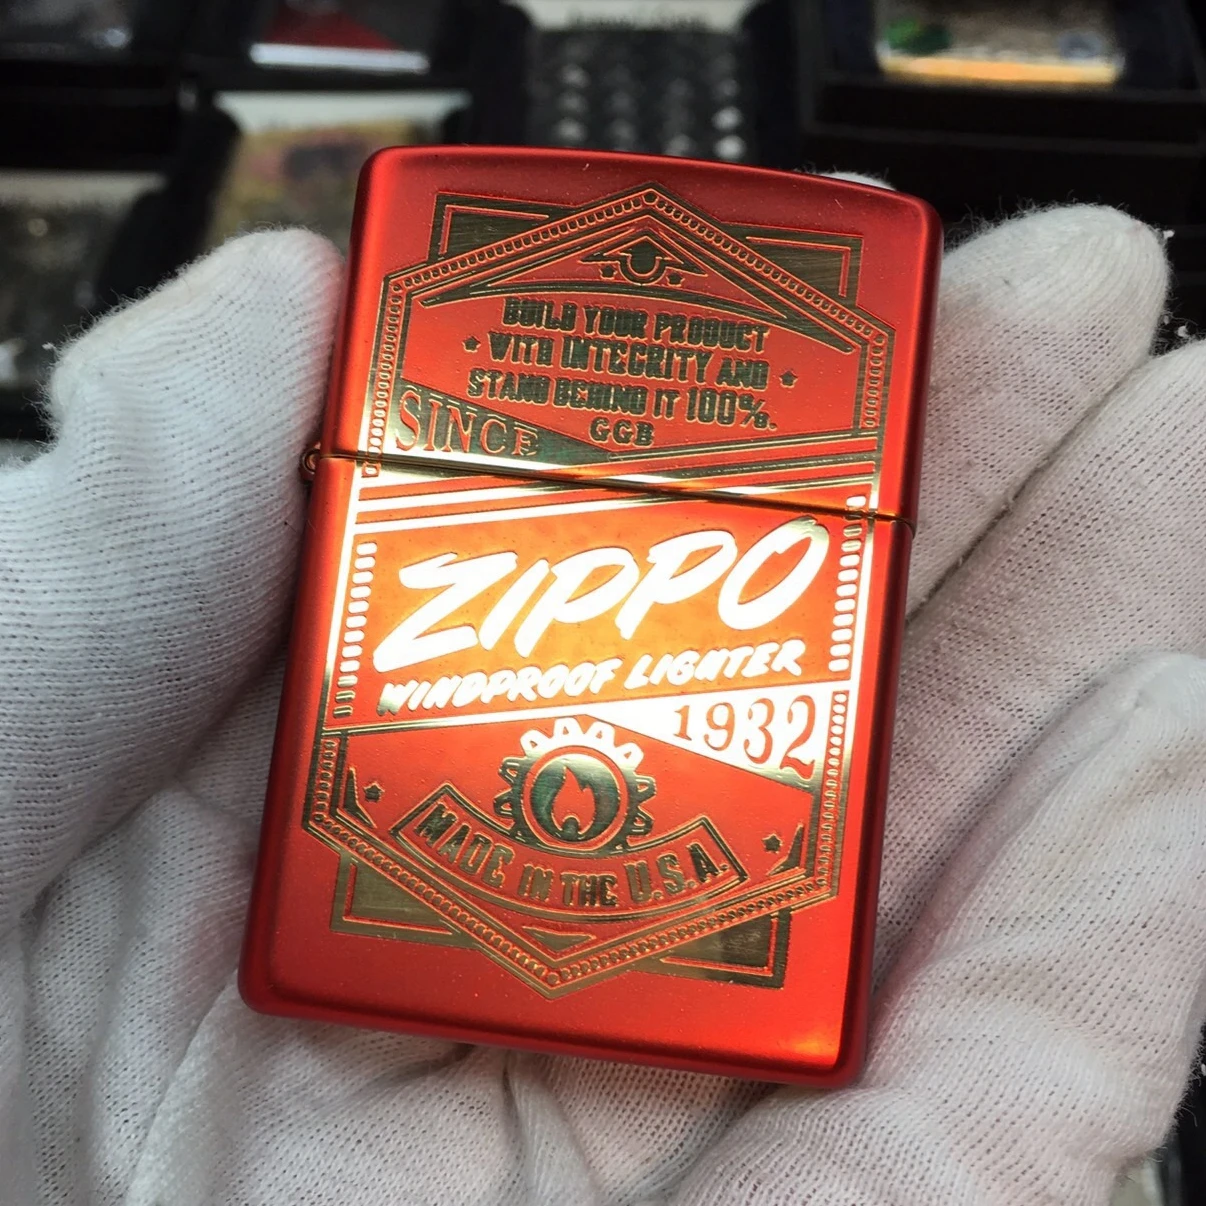 BUILD YOUR PRODUCT
WITH INTEGRITY AND
STAND BEHIND IT 100%.
GGB
SINCE
ZIPPO
WINDPROOF LIGHTER
1932
MADE IN THE U.S.A.